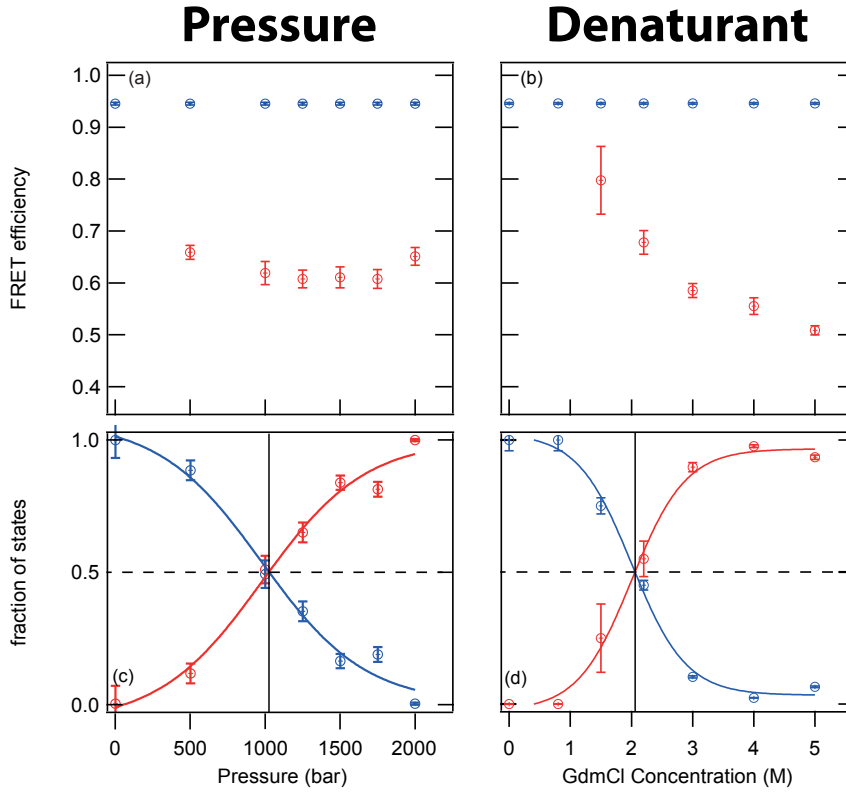 Pressure
Denaturant
(a)
(b)
1.0
0.9
0.8
0.7
0.6
0.5
0.4
FRET efficiency
1.0
0.5
0.0
fraction of states
(c)
(d)
0 500 1000 1500 2000
Pressure (bar)
0 1 2 3 4 5
GdmCl Concentration (M)